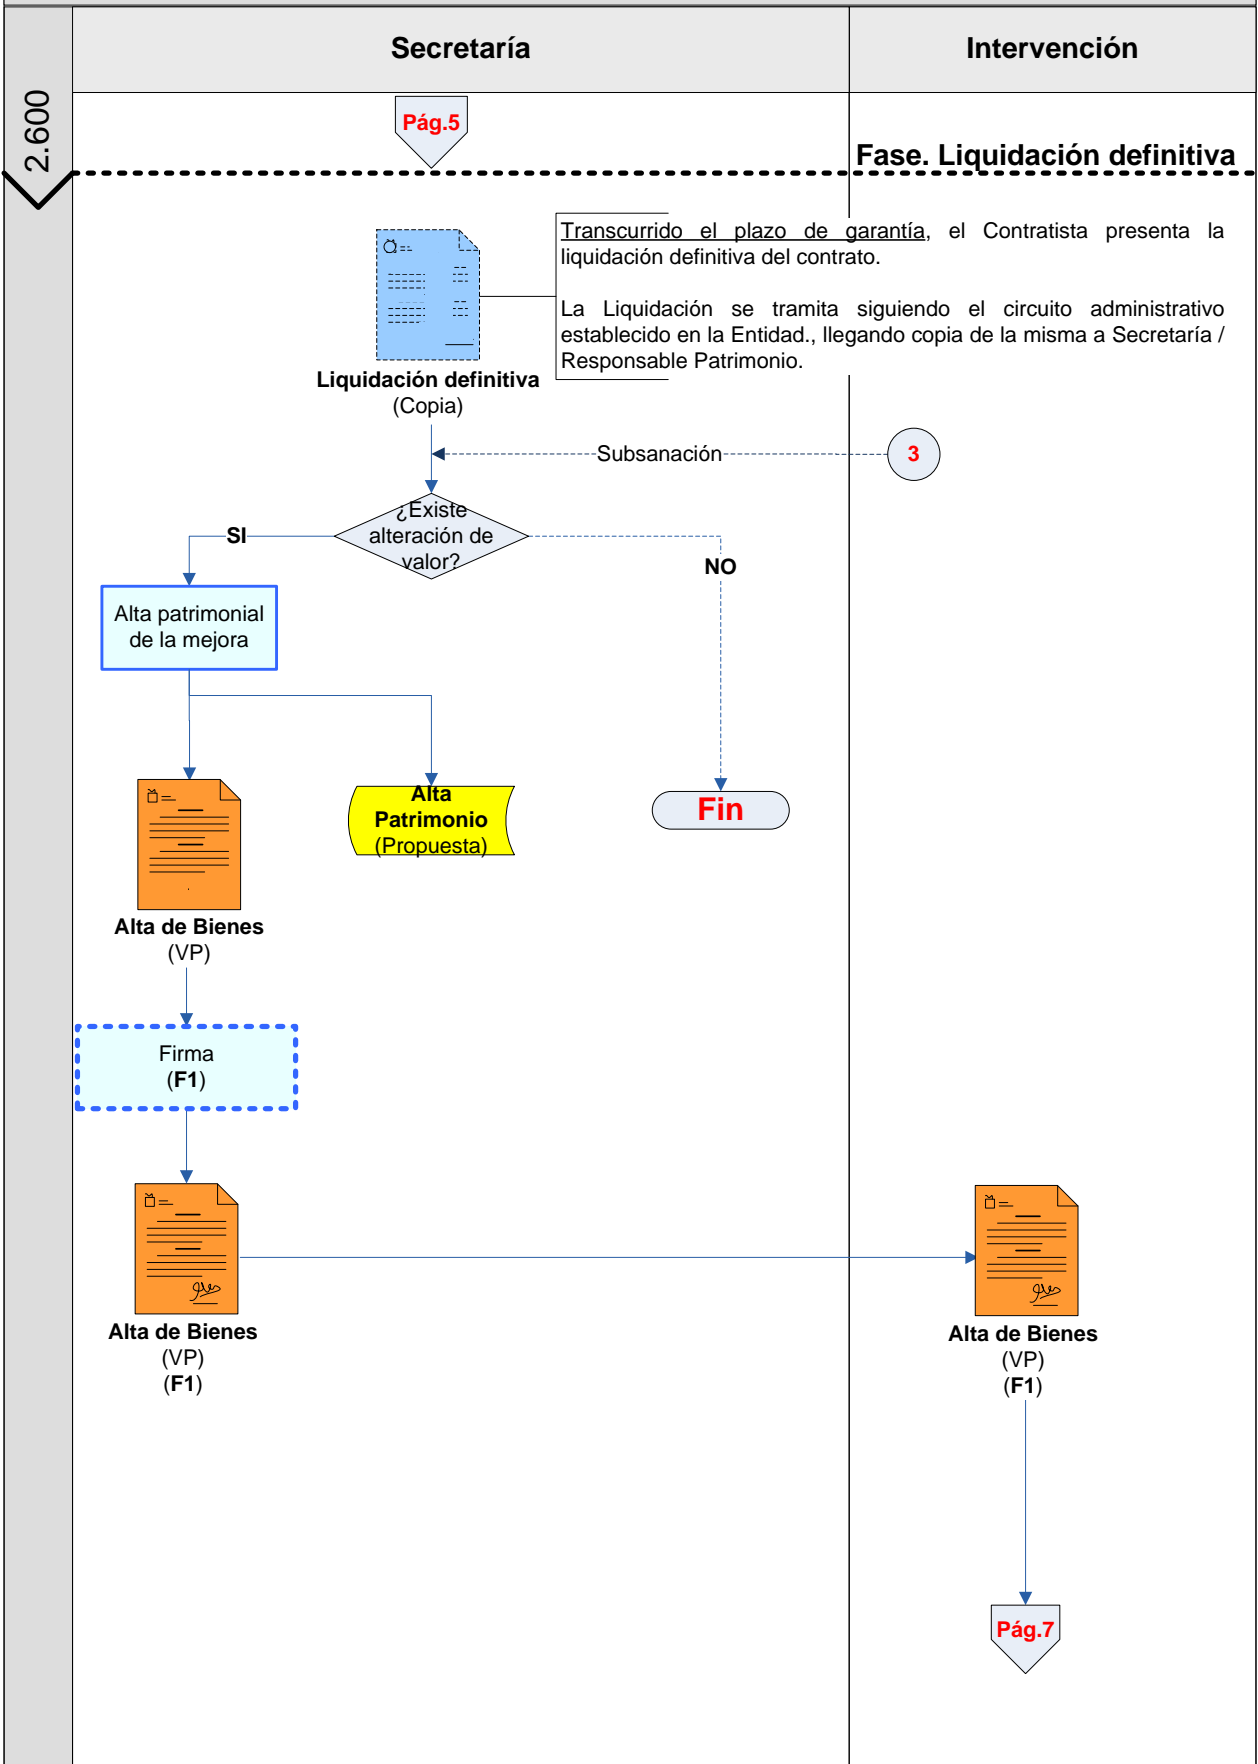 Secretaría
Intervención
2.600
Pág.5
Fase. Liquidación definitiva
Transcurrido el plazo de garantía, el Contratista presenta la
liquidación definitiva del contrato.
La Liquidación se tramita siguiendo el circuito administrativo
establecido en la Entidad., llegando copia de la misma a Secretaría /
Responsable Patrimonio.
Liquidación definitiva
(Copia)
Subsanación
3
¿Existe
alteración de
valor?
SI
NO
Alta patrimonial
de la mejora
Alta
Patrimonio
(Propuesta)
Fin
Alta de Bienes
(VP)
Firma
(F1)
Alta de Bienes
(VP)
(F1)
Alta de Bienes
(VP)
(F1)
Pág.7